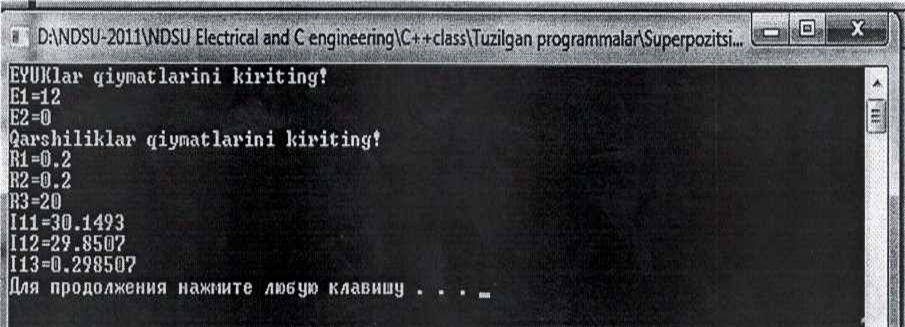 D:\NDSU-2011\NDSU Electrical and C engineering\C++class\Tuzilgan programmalar\Superpozitsi...
EYUKlar qiymatlarini kiriting!
E1=12
E2=0
Qarshiliklar qiymatlarini kiriting!
R1=0.2
R2=0.2
R3=20
I11=30.1493
I12=29.8507
I13=0.298507
Для продолжения нажмите любую клавишу . . .